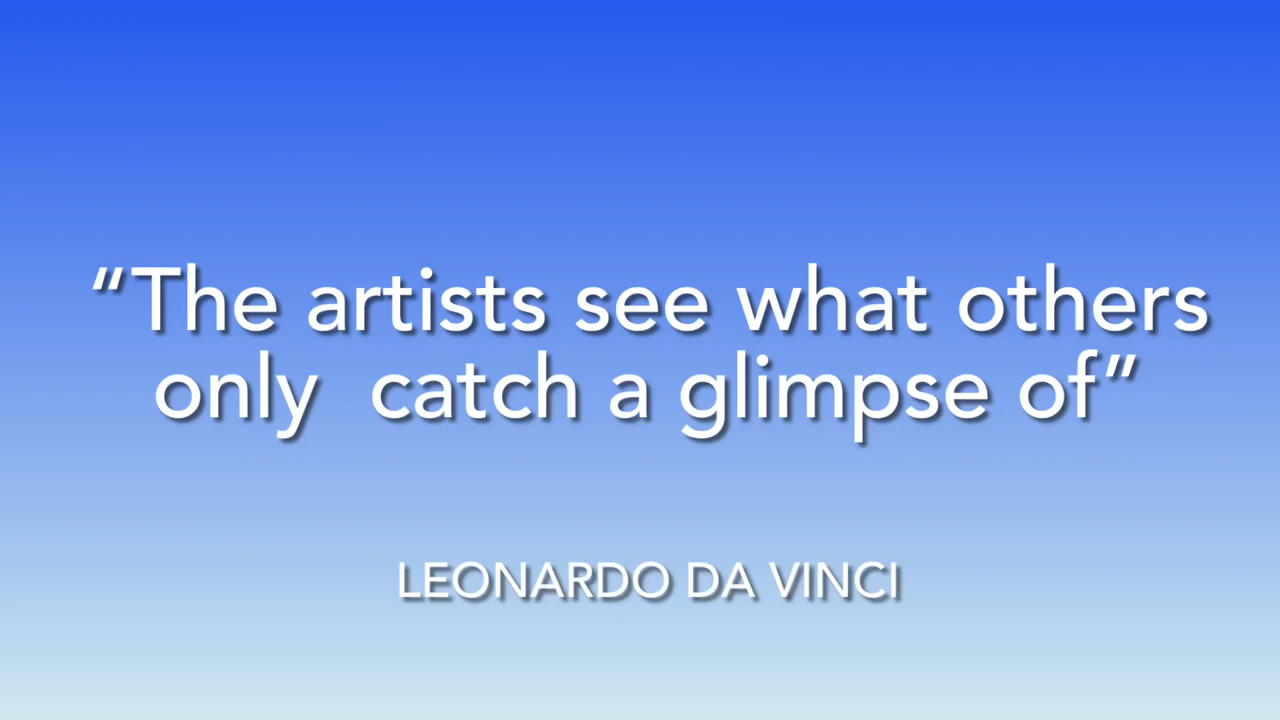 “The artists see what others
only  catch a glimpse of”
LEONARDO DA VINCI